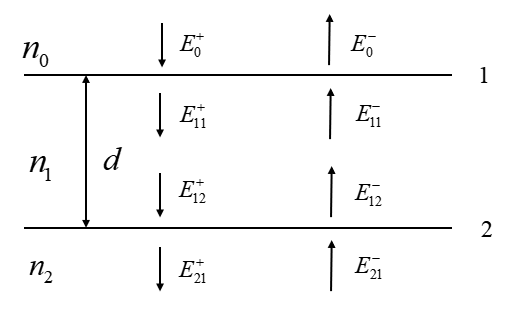 n₀ E₀⁺ E₀⁻
1
E₁₁⁺ E₁₁⁻
n₁ d
E₁₂⁺ E₁₂⁻
2
n₂ E₂₁⁺ E₂₁⁻